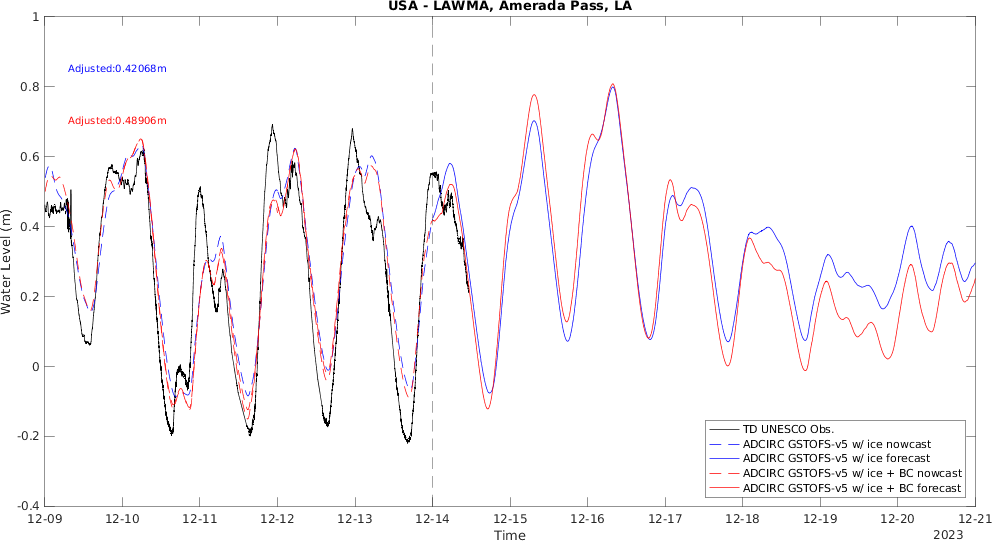 USA - LAWMA, Amerada Pass, LA
Adjusted:0.42068m
Adjusted:0.48906m
Water Level (m)
1
0.8
0.6
0.4
0.2
0
-0.2
-0.4
TD UNESCO Obs.
ADCIRC GSTOFS-v5 w/ ice nowcast
ADCIRC GSTOFS-v5 w/ ice forecast
ADCIRC GSTOFS-v5 w/ ice + BC nowcast
ADCIRC GSTOFS-v5 w/ ice + BC forecast
12-09 12-10 12-11 12-12 12-13 12-14 12-15 12-16 12-17 12-18 12-19 12-20 12-21
Time
2023